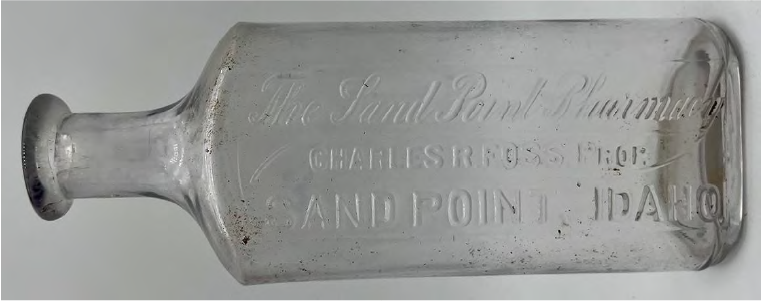 The Sand Point Pharmacy
CHARLES R. FOSS PROP.
SAND POINT, IDAHO